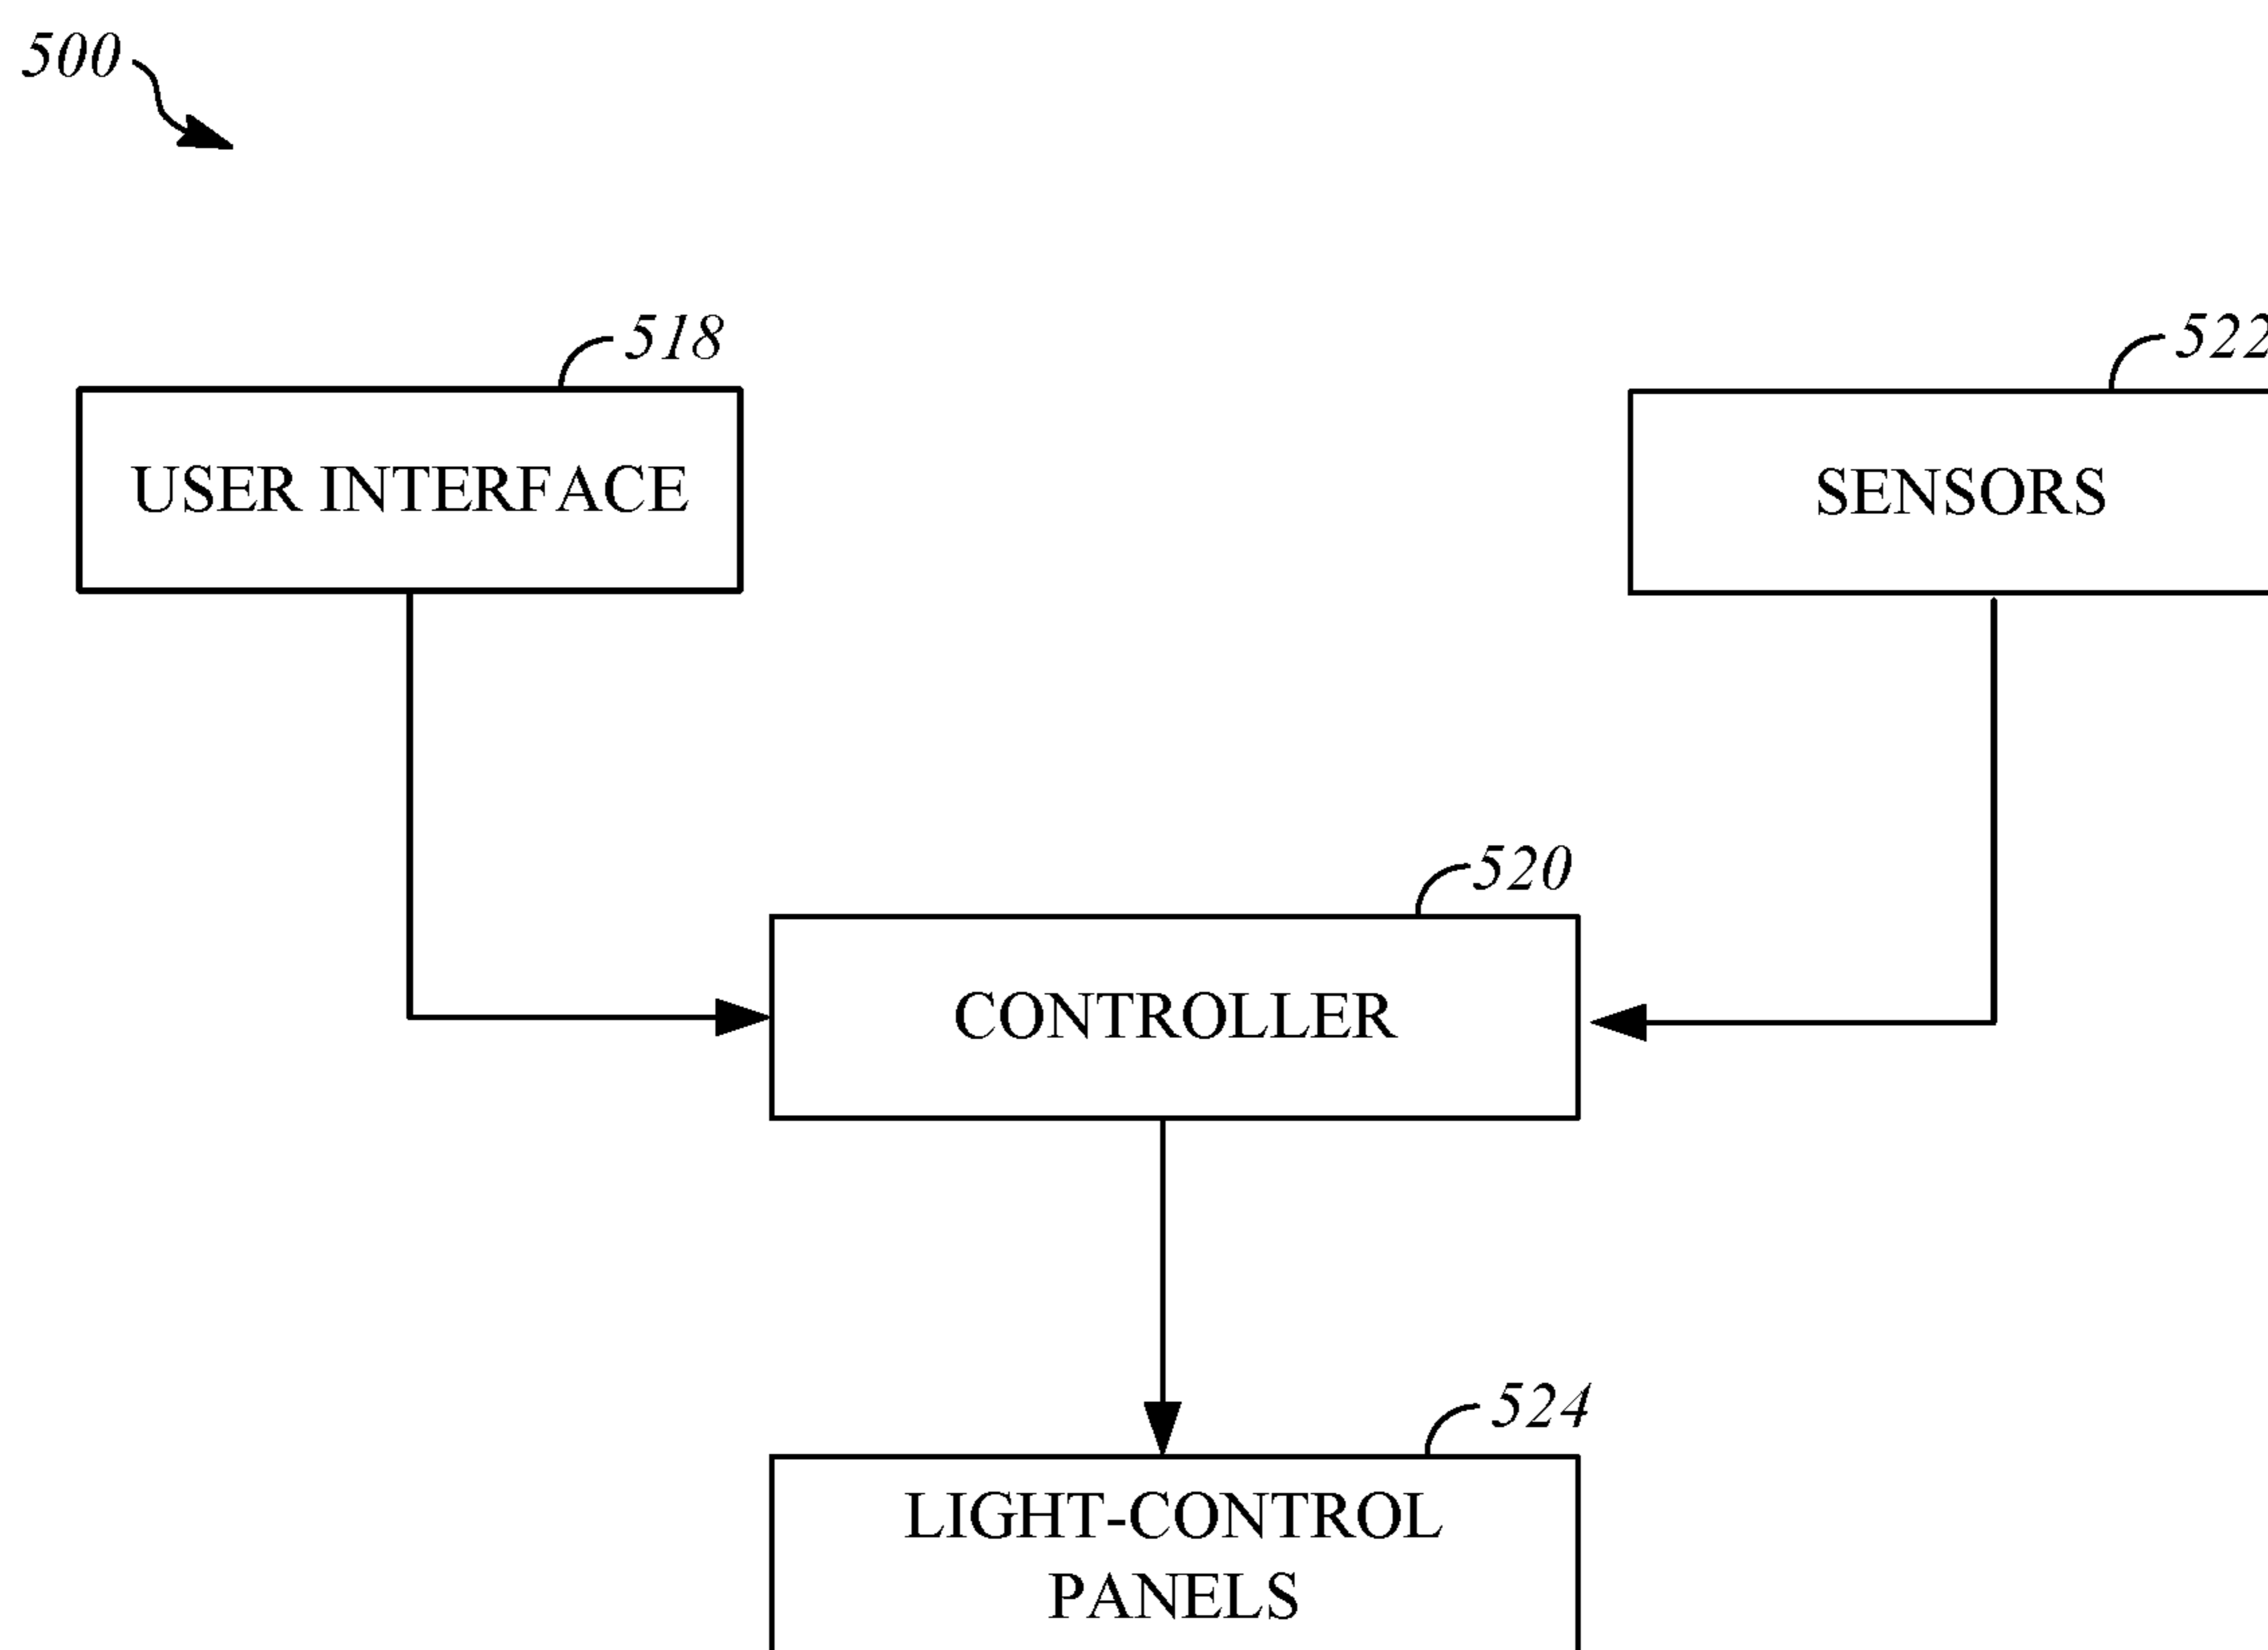 500
518
522
USER INTERFACE
SENSORS
520
CONTROLLER
524
LIGHT-CONTROL
PANELS